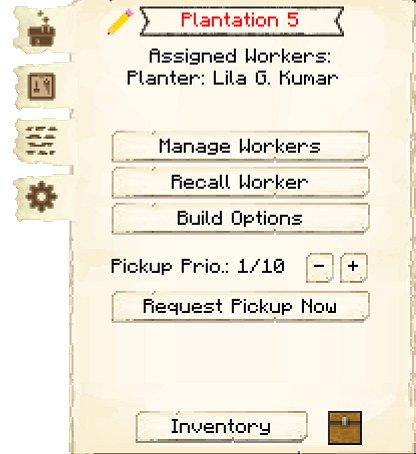 Plantation 5
Assigned Workers:
Planter: Lila G. Kumar
Manage Workers
Recall Worker
Build Options
Pickup Prio.: 1/10 - +
Request Pickup Now
Inventory